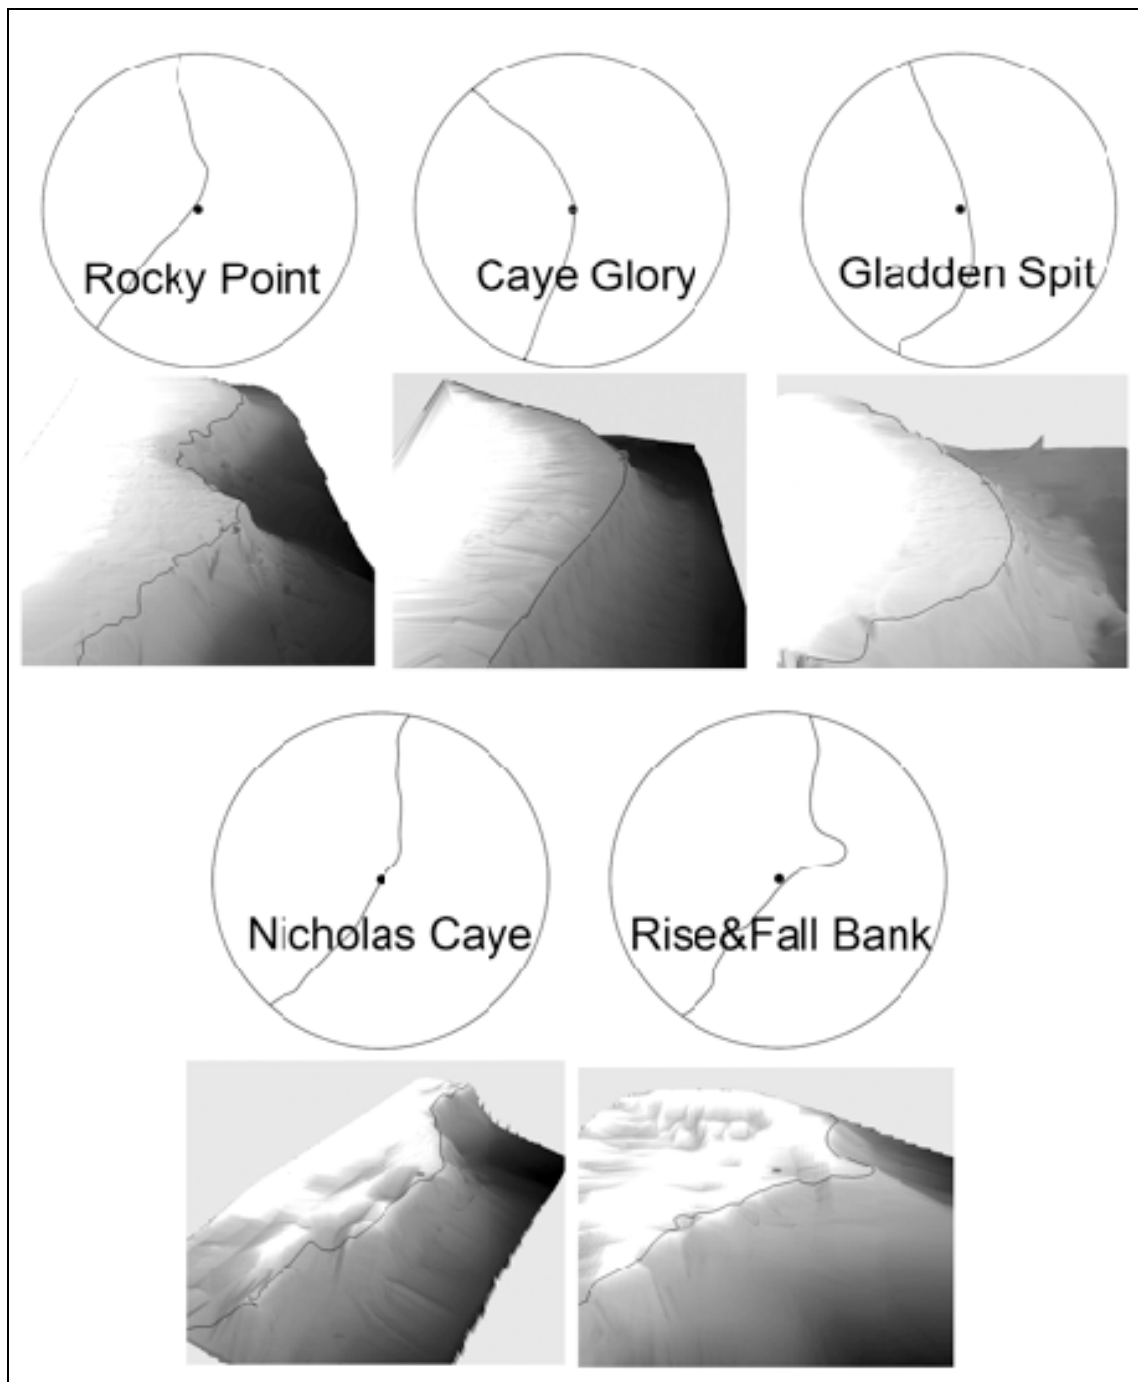 Rocky Point
Caye Glory
Gladden Spit
Nicholas Caye
Rise&Fall Bank